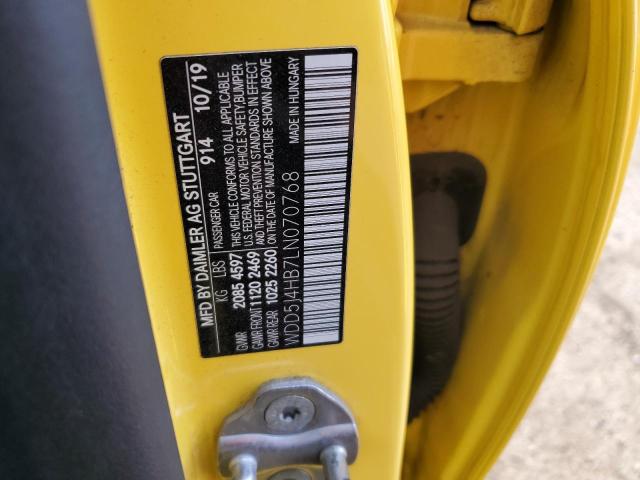 MFD BY DAIMLER AG STUTTGART
914 10/19
PASSENGER CAR
KG LBS
GVWR 2085 4597
GAWR FRONT 1120 2469
GAWR REAR 1025 2260
THIS VEHICLE CONFORMS TO ALL APPLICABLE
U.S. FEDERAL MOTOR VEHICLE SAFETY, BUMPER
AND THEFT PREVENTION STANDARDS IN EFFECT
ON THE DATE OF MANUFACTURE SHOWN ABOVE
WDD5J4HB7LN070768
MADE IN HUNGARY